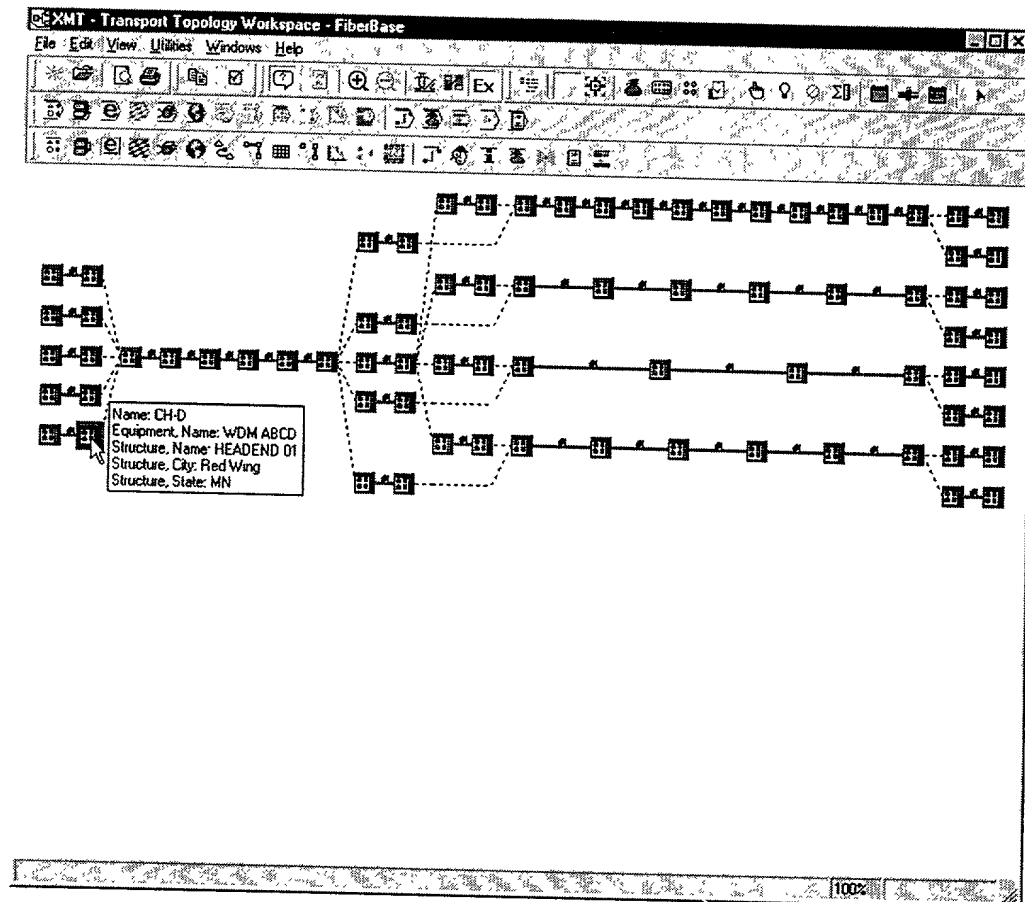 XMT - Transport Topology Workspace - FiberBase
File Edit View Utilities Windows Help
Ex
Name: CH-D
Equipment, Name: WDM ABCD
Structure, Name: HEADEND 01
Structure, City: Red Wing
Structure, State: MN
100%